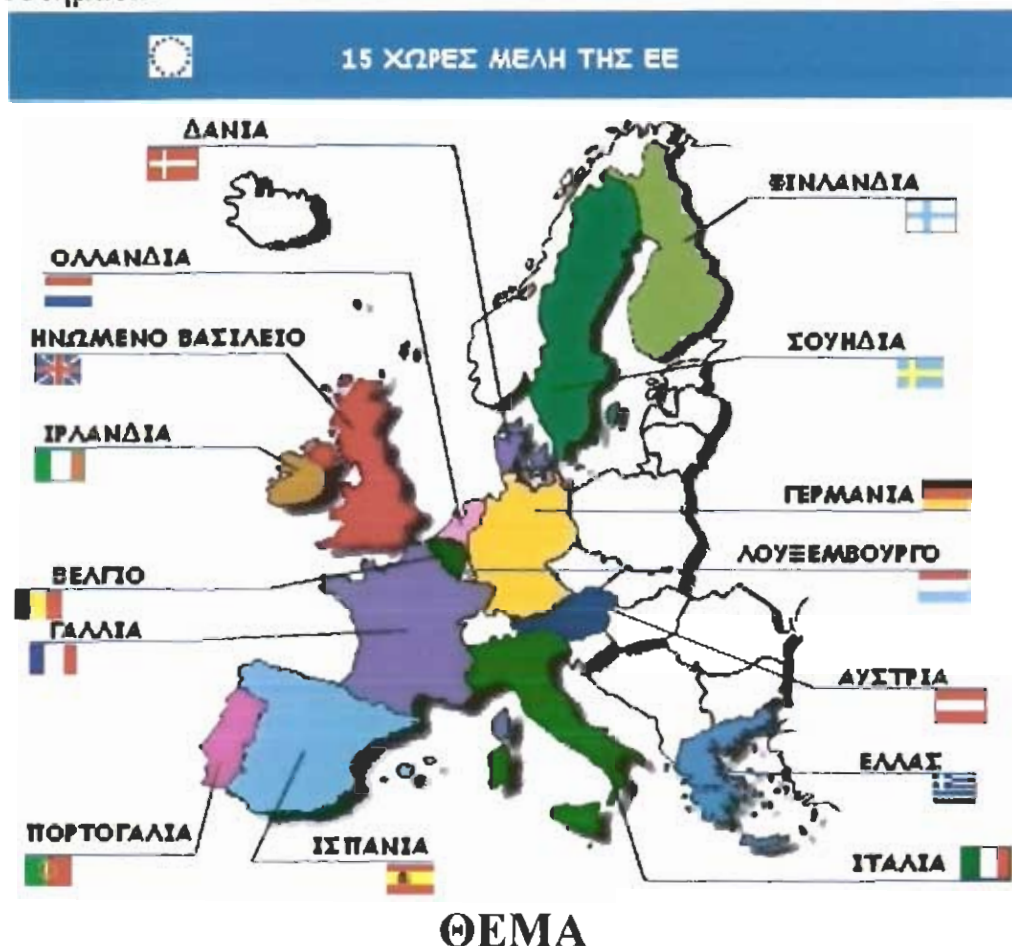 15 ΧΩΡΕΣ ΜΕΛΗ ΤΗΣ ΕΕ
ΔΑΝΙΑ
ΦΙΝΛΑΝΔΙΑ
ΟΛΛΑΝΔΙΑ
ΗΝΩΜΕΝΟ ΒΑΣΙΛΕΙΟ
ΣΟΥΗΔΙΑ
ΙΡΛΑΝΔΙΑ
ΓΕΡΜΑΝΙΑ
ΛΟΥΞΕΜΒΟΥΡΓΟ
ΒΕΛΓΙΟ
ΓΑΛΛΙΑ
ΑΥΣΤΡΙΑ
ΕΛΛΑΣ
ΠΟΡΤΟΓΑΛΙΑ
ΙΣΠΑΝΙΑ
ΙΤΑΛΙΑ
ΘΕΜΑ